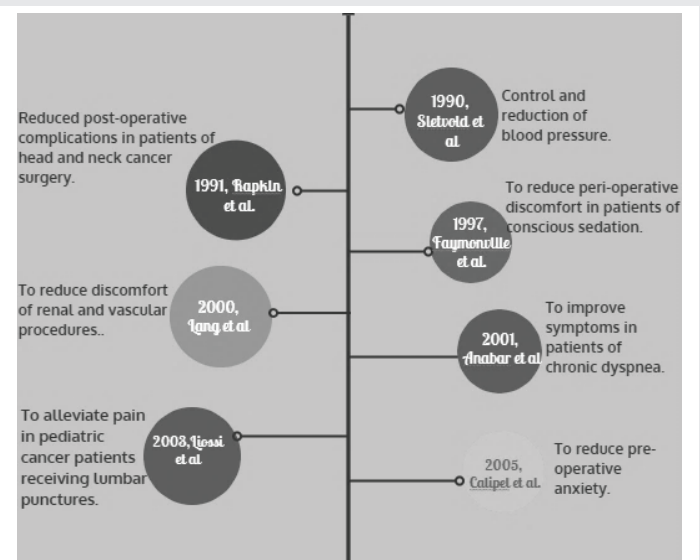 1990,
Sletvold et
al
Control and
reduction of
blood pressure.
Reduced post-operative
complications in patients of
head and neck cancer
surgery.
1991, Rapkin
et al.
To reduce peri-operative
discomfort in patients of
conscious sedation.
1997,
Faymonville
et al.
To reduce discomfort
of renal and vascular
procedures..
2000,
Lang et al
2001,
Anabar et al
To improve
symptoms in
patients of
chronic dyspnea.
To alleviate pain
in pediatric
cancer patients
receiving lumbar
punctures.
2003,Liossi
et al
2005,
Calipel et al.
To reduce pre-
operative
anxiety.